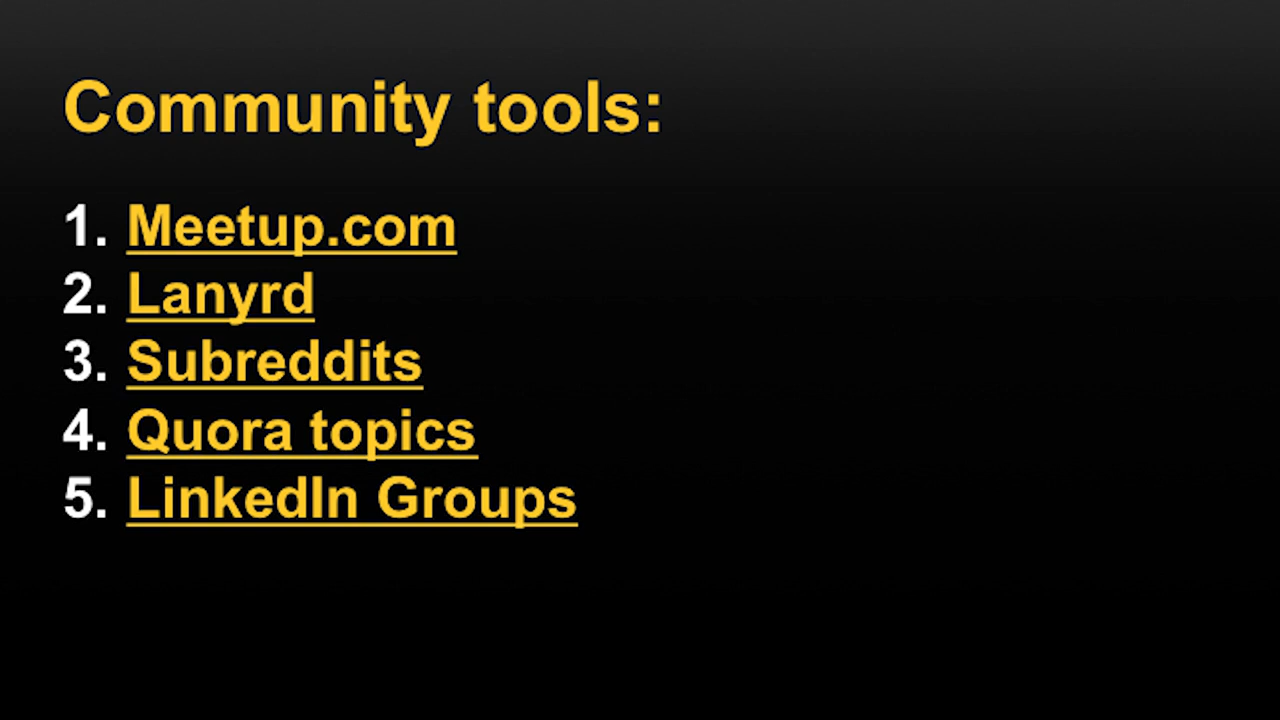 Community tools:
1. Meetup.com
2. Lanyrd
3. Subreddits
4. Quora topics
5. LinkedIn Groups